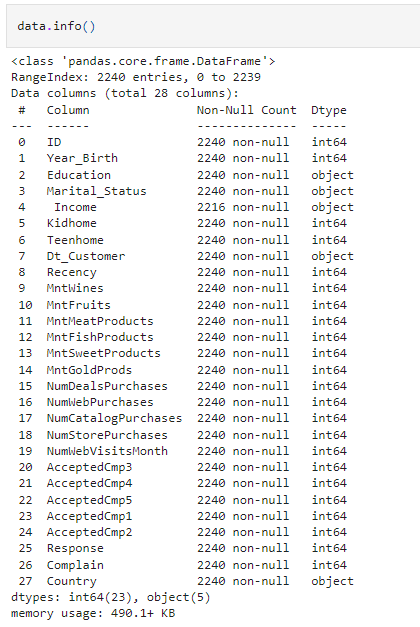 data.info()
<class 'pandas.core.frame.DataFrame'>
RangeIndex: 2240 entries, 0 to 2239
Data columns (total 28 columns):
 #   Column               Non-Null Count  Dtype
---  ------               --------------  -----
 0   ID                   2240 non-null   int64
 1   Year_Birth           2240 non-null   int64
 2   Education            2240 non-null   object
 3   Marital_Status       2240 non-null   object
 4    Income              2216 non-null   object
 5   Kidhome              2240 non-null   int64
 6   Teenhome             2240 non-null   int64
 7   Dt_Customer          2240 non-null   object
 8   Recency              2240 non-null   int64
 9   MntWines             2240 non-null   int64
 10  MntFruits            2240 non-null   int64
 11  MntMeatProducts      2240 non-null   int64
 12  MntFishProducts      2240 non-null   int64
 13  MntSweetProducts     2240 non-null   int64
 14  MntGoldProds         2240 non-null   int64
 15  NumDealsPurchases    2240 non-null   int64
 16  NumWebPurchases      2240 non-null   int64
 17  NumCatalogPurchases  2240 non-null   int64
 18  NumStorePurchases    2240 non-null   int64
 19  NumWebVisitsMonth    2240 non-null   int64
 20  AcceptedCmp3         2240 non-null   int64
 21  AcceptedCmp4         2240 non-null   int64
 22  AcceptedCmp5         2240 non-null   int64
 23  AcceptedCmp1         2240 non-null   int64
 24  AcceptedCmp2         2240 non-null   int64
 25  Response             2240 non-null   int64
 26  Complain             2240 non-null   int64
 27  Country              2240 non-null   object
dtypes: int64(23), object(5)
memory usage: 490.1+ KB